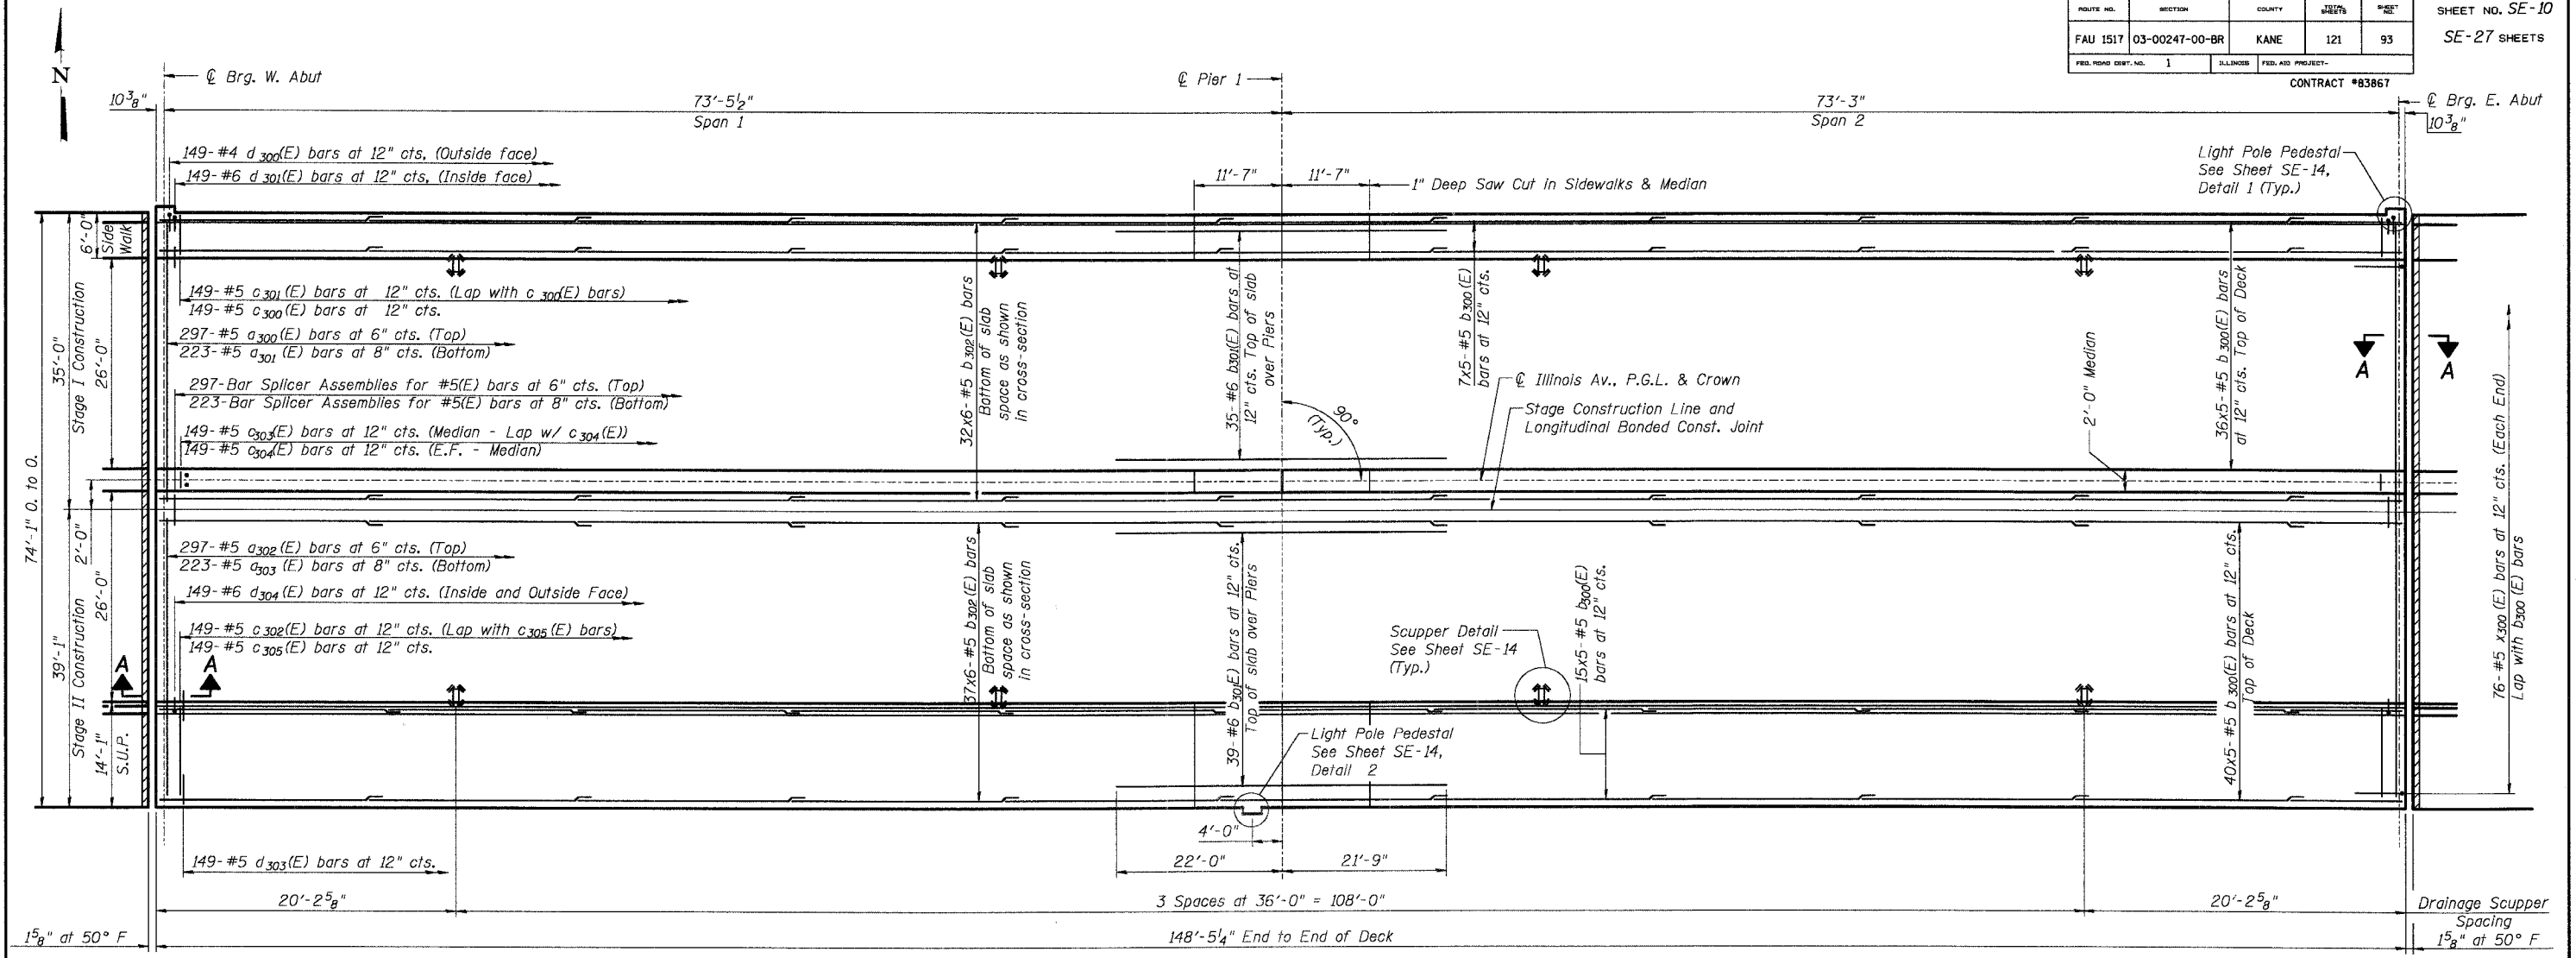 ROUTE NO. SECTION COUNTY TOTAL SHEETS SHEET NO.
FAU 1517 03-00247-00-BR KANE 121 93
FED. ROAD DIST. NO. 1 ILLINOIS FED. AID PROJECT-
SHEET NO. SE-10
SE-27 SHEETS
CONTRACT #83867
N
℄ Brg. W. Abut
℄ Pier 1
℄ Brg. E. Abut
10 3/8"
73'-5 1/2"
Span 1
73'-3"
Span 2
10 3/8"
149-#4 d300(E) bars at 12" cts. (Outside face)
149-#6 d301(E) bars at 12" cts. (Inside face)
11'-7"
11'-7"
1" Deep Saw Cut in Sidewalks & Median
Light Pole Pedestal
See Sheet SE-14,
Detail 1 (Typ.)
6'-0"
Side
Walk
149-#5 c301(E) bars at 12" cts. (Lap with c300(E) bars)
149-#5 c300(E) bars at 12" cts.
297-#5 a300(E) bars at 6" cts. (Top)
223-#5 a301(E) bars at 8" cts. (Bottom)
297-Bar Splicer Assemblies for #5(E) bars at 6" cts. (Top)
223-Bar Splicer Assemblies for #5(E) bars at 8" cts. (Bottom)
149-#5 c303(E) bars at 12" cts. (Median - Lap w/ c304(E))
149-#5 c304(E) bars at 12" cts. (E.F. - Median)
74'-1" O. to O.
35'-0"
Stage I Construction
26'-0"
32x6-#5 b302(E) bars
Bottom of slab
space as shown
in cross-section
35-#6 b301(E) bars at
12" cts. Top of slab
over Piers
7x5-#5 b300(E)
bars at 12" cts.
90°
(Typ.)
℄ Illinois Av., P.G.L. & Crown
Stage Construction Line and
Longitudinal Bonded Const. Joint
2'-0" Median
36x5-#5 b300(E) bars
at 12" cts. Top of Deck
A
A
76-#5 x300(E) bars at 12" cts. (Each End)
Lap with b300(E) bars
2'-0"
39'-1"
Stage II Construction
26'-0"
297-#5 a302(E) bars at 6" cts. (Top)
223-#5 a303(E) bars at 8" cts. (Bottom)
149-#6 d304(E) bars at 12" cts. (Inside and Outside Face)
149-#5 c302(E) bars at 12" cts. (Lap with c305(E) bars)
149-#5 c305(E) bars at 12" cts.
A
A
14'-1"
S.U.P.
37x6-#5 b302(E) bars
Bottom of slab
space as shown
in cross-section
39-#6 b301(E) bars at 12" cts.
Top of slab over Piers
Scupper Detail
See Sheet SE-14
(Typ.)
15x5-#5 b300(E)
bars at 12" cts.
40x5-#5 b300(E) bars at 12" cts.
Top of Deck
Light Pole Pedestal
See Sheet SE-14,
Detail 2
4'-0"
149-#5 d303(E) bars at 12" cts.
22'-0"
21'-9"
20'-2 5/8"
3 Spaces at 36'-0" = 108'-0"
20'-2 5/8"
Drainage Scupper
Spacing
1 5/8" at 50° F
148'-5 1/4" End to End of Deck
1 5/8" at 50° F